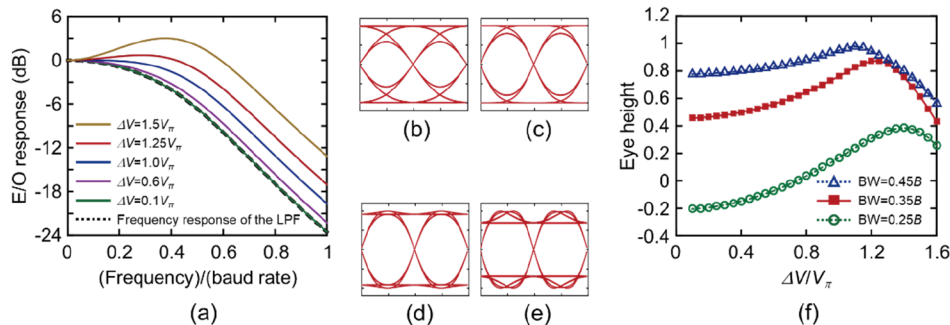 6
0
-6
-12
-18
-24
E/O response (dB)
ΔV=1.5Vπ
ΔV=1.25Vπ
ΔV=1.0Vπ
ΔV=0.6Vπ
ΔV=0.1Vπ
Frequency response of the LPF
0 0.2 0.4 0.6 0.8 1
(Frequency)/(baud rate)
(a)
(b)
(c)
(d)
(e)
1.2
1
0.8
0.6
0.4
0.2
0
-0.2
-0.4
Eye height
BW=0.45B
BW=0.35B
BW=0.25B
0 0.4 0.8 1.2 1.6
ΔV/Vπ
(f)